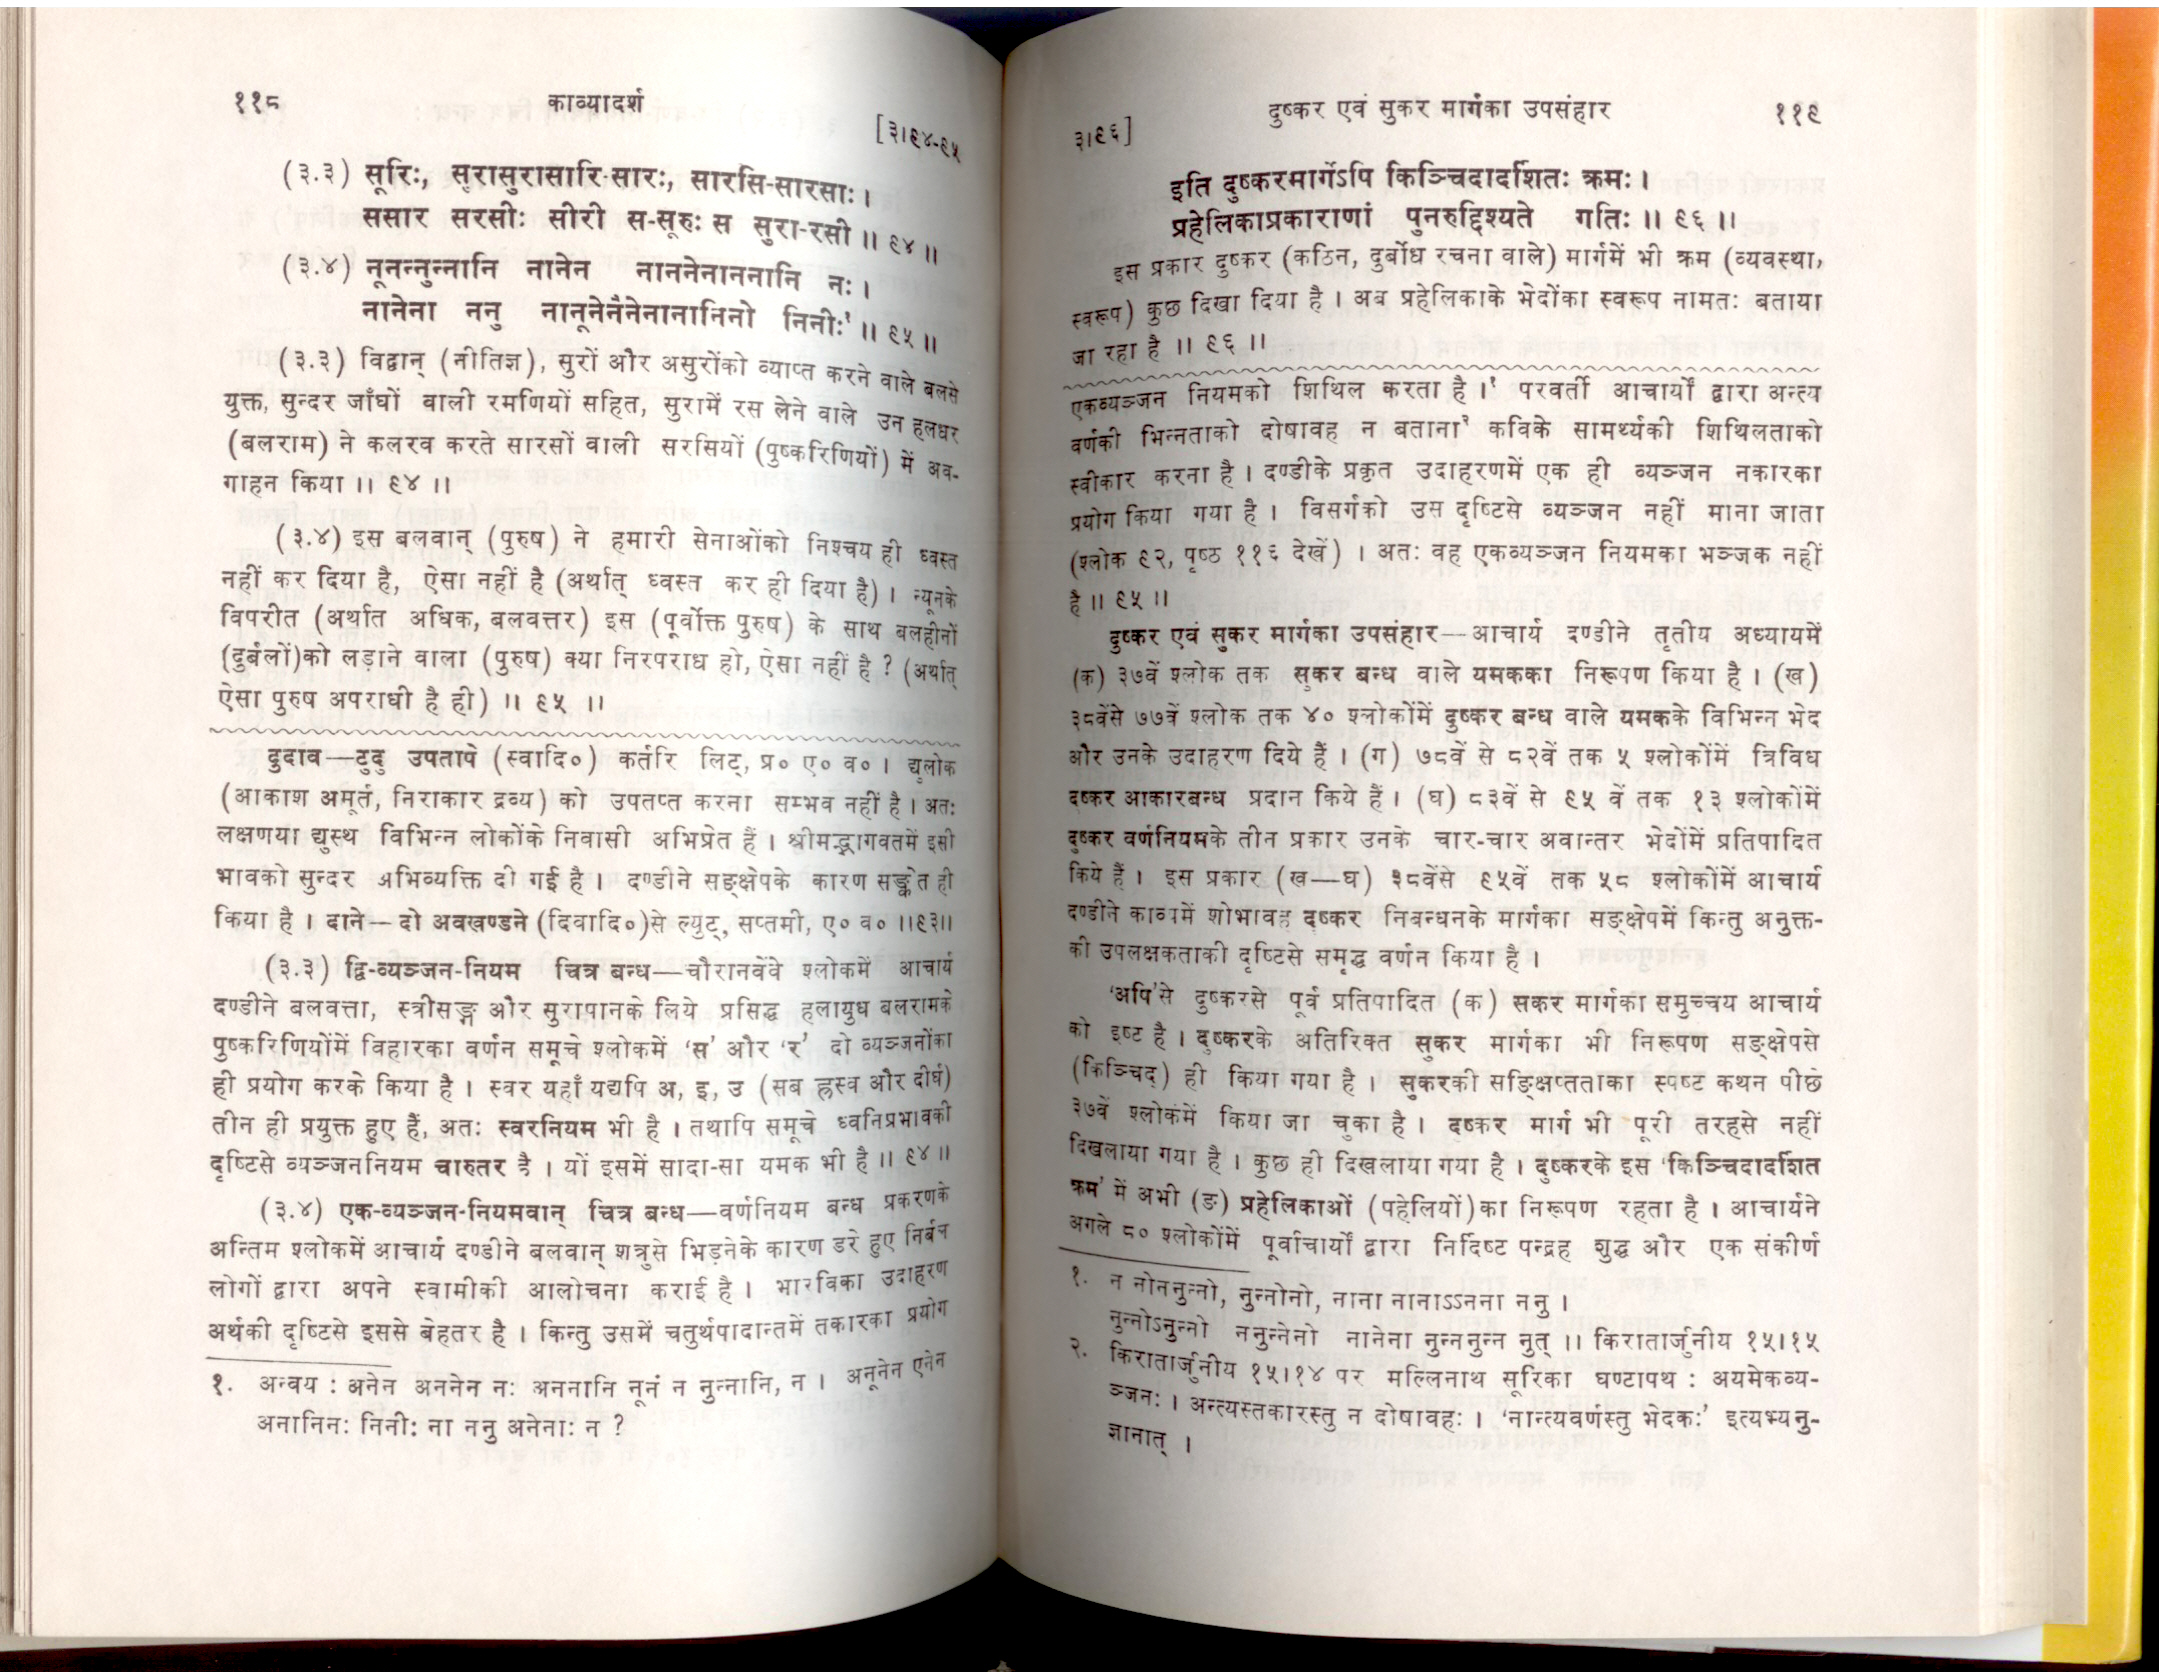 ११८
काव्यादर्श
[३।९४-९५
(३.३) सूरिः, सुरासुरासारि-सारः, सारसि-सारसाः ।
ससार सरसीः सीरी स-सूरुः स सुरा-रसी ॥ ९४ ॥
(३.४) नूनन्नुन्नानि नानेन नाननेनाननानि नः ।
नानेना ननु नानूनेनैनेनानानिनो निनीः¹ ॥ ९५ ॥
(३.३) विद्वान् (नीतिज्ञ), सुरों और असुरोंको व्याप्त करने वाले बलसे
युक्त, सुन्दर जाँघों वाली रमणियों सहित, सुरामें रस लेने वाले उन हलधर
(बलराम) ने कलरव करते सारसों वाली सरसियों (पुष्करिणियों) में अव-
गाहन किया ॥ ९४ ॥
(३.४) इस बलवान् (पुरुष) ने हमारी सेनाओंको निश्चय ही ध्वस्त
नहीं कर दिया है, ऐसा नहीं है (अर्थात् ध्वस्त कर ही दिया है) । न्यूनके
विपरीत (अर्थात अधिक, बलवत्तर) इस (पूर्वोक्त पुरुष) के साथ बलहीनों
(दुर्बलों)को लड़ाने वाला (पुरुष) क्या निरपराध हो, ऐसा नहीं है ? (अर्थात्
ऐसा पुरुष अपराधी है ही) ॥ ९५ ॥
दुदाव—टुदु उपतापे (स्वादि०) कर्तरि लिट्, प्र० ए० व० । द्युलोक
(आकाश अमूर्त, निराकार द्रव्य) को उपतप्त करना सम्भव नहीं है । अतः
लक्षणया द्युस्थ विभिन्न लोकोंके निवासी अभिप्रेत हैं । श्रीमद्भागवतमें इसी
भावको सुन्दर अभिव्यक्ति दी गई है । दण्डीने सङ्क्षेपके कारण सङ्केत ही
किया है । दाने—दो अवखण्डने (दिवादि०)से ल्युट्, सप्तमी, ए० व० ॥९३॥
(३.३) द्वि-व्यञ्जन-नियम चित्र बन्ध—चौरानवेवे श्लोकमें आचार्य
दण्डीने बलवत्ता, स्त्रीसङ्ग और सुरापानके लिये प्रसिद्ध हलायुध बलरामके
पुष्करिणियोंमें विहारका वर्णन समूचे श्लोकमें ‘स’ और ‘र’ दो व्यञ्जनोंका
ही प्रयोग करके किया है । स्वर यहाँ यद्यपि अ, इ, उ (सब ह्रस्व और दीर्घ)
तीन ही प्रयुक्त हुए हैं, अतः स्वरनियम भी है । तथापि समूचे ध्वनिप्रभावकी
दृष्टिसे व्यञ्जननियम चारुतर है । यों इसमें सादा-सा यमक भी है ॥ ९४ ॥
(३.४) एक-व्यञ्जन-नियमवान् चित्र बन्ध—वर्णनियम बन्ध प्रकरणके
अन्तिम श्लोकमें आचार्य दण्डीने बलवान् शत्रुसे भिड़नेके कारण डरे हुए निर्बल
लोगों द्वारा अपने स्वामीकी आलोचना कराई है । भारविका उदाहरण
अर्थकी दृष्टिसे इससे बेहतर है । किन्तु उसमें चतुर्थपादान्तमें तकारका प्रयोग
१. अन्वय : अनेन अननेन नः अननानि नूनं न नुन्नानि, न । अनूनेन एनेन
अनानिनः निनीः ना ननु अनेनाः न ?
३।९६]
दुष्कर एवं सुकर मार्गका उपसंहार
११९
इति दुष्करमार्गेऽपि किञ्चिदादर्शितः क्रमः ।
प्रहेलिकाप्रकाराणां पुनरुद्दिश्यते गतिः ॥ ९६ ॥
इस प्रकार दुष्कर (कठिन, दुर्बोध रचना वाले) मार्गमें भी क्रम (व्यवस्था,
स्वरूप) कुछ दिखा दिया है । अब प्रहेलिकाके भेदोंका स्वरूप नामतः बताया
जा रहा है ॥ ९६ ॥
एकव्यञ्जन नियमको शिथिल करता है ।¹ परवर्ती आचार्यों द्वारा अन्त्य
वर्णकी भिन्नताको दोषावह न बताना² कविके सामर्थ्यकी शिथिलताको
स्वीकार करना है । दण्डीके प्रकृत उदाहरणमें एक ही व्यञ्जन नकारका
प्रयोग किया गया है । विसर्गको उस दृष्टिसे व्यञ्जन नहीं माना जाता
(श्लोक ९२, पृष्ठ ११६ देखें) । अतः वह एकव्यञ्जन नियमका भञ्जक नहीं
है ॥ ९५ ॥
दुष्कर एवं सुकर मार्गका उपसंहार—आचार्य दण्डीने तृतीय अध्यायमें
(क) ३७वें श्लोक तक सुकर बन्ध वाले यमकका निरूपण किया है । (ख)
३८वेंसे ७७वें श्लोक तक ४० श्लोकोंमें दुष्कर बन्ध वाले यमकके विभिन्न भेद
और उनके उदाहरण दिये हैं । (ग) ७८वें से ८२वें तक ५ श्लोकोंमें त्रिविध
दुष्कर आकारबन्ध प्रदान किये हैं । (घ) ८३वें से ९५ वें तक १३ श्लोकोंमें
दुष्कर वर्णनियमके तीन प्रकार उनके चार-चार अवान्तर भेदोंमें प्रतिपादित
किये हैं । इस प्रकार (ख—घ) ३८वेंसे ९५वें तक ५८ श्लोकोंमें आचार्य
दण्डीने काव्यमें शोभावह दुष्कर निबन्धनके मार्गका सङ्क्षेपमें किन्तु अनुक्त-
की उपलक्षकताकी दृष्टिसे समृद्ध वर्णन किया है ।
‘अपि’से दुष्करसे पूर्व प्रतिपादित (क) सकर मार्गका समुच्चय आचार्य
को इष्ट है । दुष्करके अतिरिक्त सुकर मार्गका भी निरूपण सङ्क्षेपसे
(किञ्चिद्) ही किया गया है । सुकरकी सङ्क्षिप्तताका स्पष्ट कथन पीछे
३७वें श्लोकमें किया जा चुका है । दुष्कर मार्ग भी पूरी तरहसे नहीं
दिखलाया गया है । कुछ ही दिखलाया गया है । दुष्करके इस ‘किञ्चिदादर्शित
क्रम’ में अभी (ङ) प्रहेलिकाओं (पहेलियों)का निरूपण रहता है । आचार्यने
अगले ८० श्लोकोंमें पूर्वाचार्यों द्वारा निर्दिष्ट पन्द्रह शुद्ध और एक संकीर्ण
१. न नोननुन्नो, नुन्नोनो, नाना नानाऽऽनना ननु ।
नुन्नोऽनुन्नो ननुन्नेनो नानेना नुन्ननुन्न नुत् ॥ किरातार्जुनीय १५।१५
२. किरातार्जुनीय १५।१४ पर मल्लिनाथ सूरिका घण्टापथ : अयमेकव्य-
ञ्जनः । अन्त्यस्तकारस्तु न दोषावहः । ‘नान्त्यवर्णस्तु भेदकः’ इत्यभ्यनु-
ज्ञानात् ।